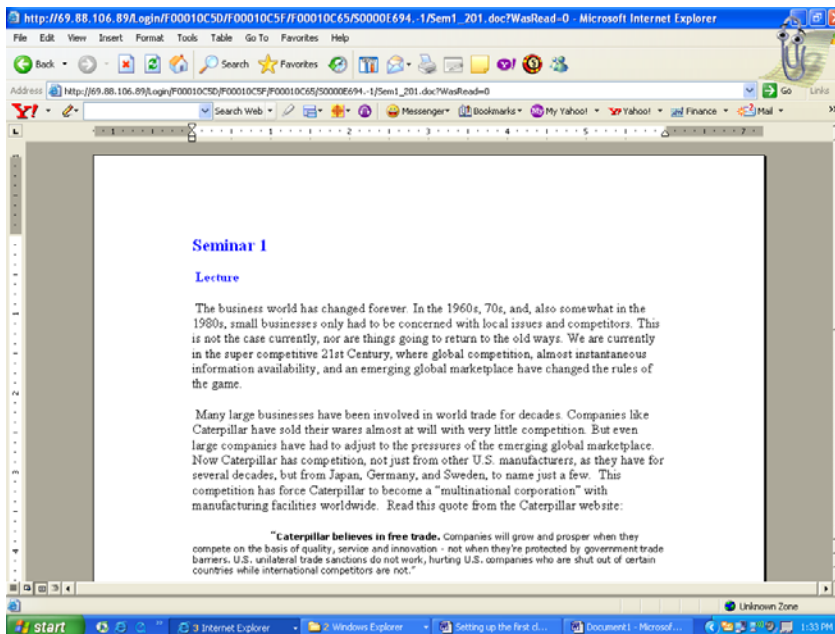 http://69.88.106.89/Login/F00010C5D/F00010C5F/F00010C65/S0000E694.-1/Sem1_201.doc?WasRead=0 - Microsoft Internet Explorer
File Edit View Insert Format Tools Table Go To Favorites Help
Back Search Favorites
Address http://69.88.106.89/Login/F00010C5D/F00010C5F/F00010C65/S0000E694.-1/Sem1_201.doc?WasRead=0 Go Links
Y! Search Web Messenger Bookmarks My Yahoo! Yahoo! Finance Mail
1 1 2 3 4 5 7
Seminar 1
Lecture
The business world has changed forever. In the 1960s, 70s, and, also somewhat in the
1980s, small businesses only had to be concerned with local issues and competitors. This
is not the case currently, nor are things going to return to the old ways. We are currently
in the super competitive 21st Century, where global competition, almost instantaneous
information availability, and an emerging global marketplace have changed the rules of
the game.
Many large businesses have been involved in world trade for decades. Companies like
Caterpillar have sold their wares almost at will with very little competition. But even
large companies have had to adjust to the pressures of the emerging global marketplace.
Now Caterpillar has competition, not just from other U.S. manufacturers, as they have for
several decades, but from Japan, Germany, and Sweden, to name just a few. This
competition has force Caterpillar to become a "multinational corporation" with
manufacturing facilities worldwide. Read this quote from the Caterpillar website:
"Caterpillar believes in free trade. Companies will grow and prosper when they
compete on the basis of quality, service and innovation - not when they're protected by government trade
barriers. U.S. unilateral trade sanctions do not work, hurting U.S. companies who are shut out of certain
countries while international competitors are not."
Unknown Zone
start 3 Internet Explorer 2 Windows Explorer Setting up the first cl... Document1 - Microsof... 1:33 PM